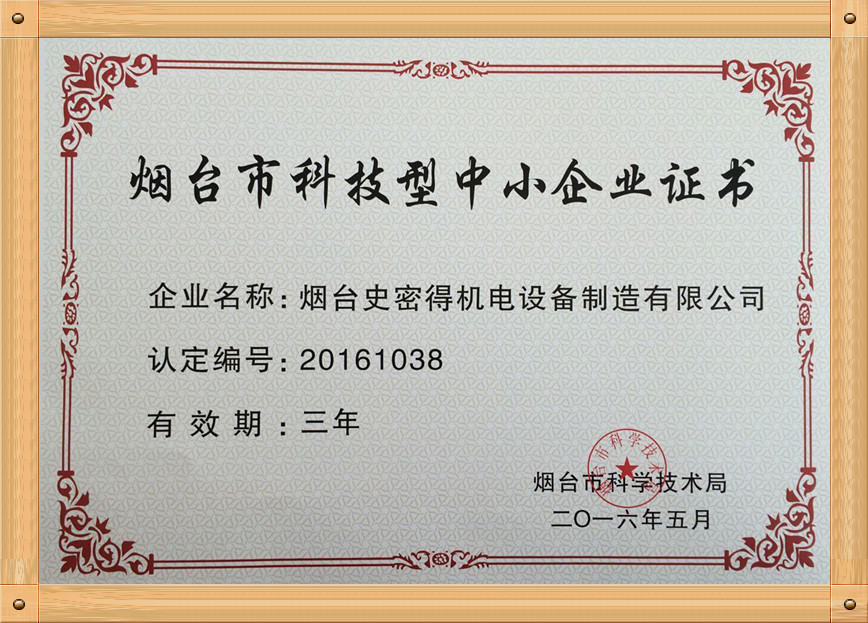 烟台市科技型中小企业证书
企业名称：烟台史密得机电设备制造有限公司
认定编号：20161038
有效期：三年
烟台市科学技术局
二〇一六年五月